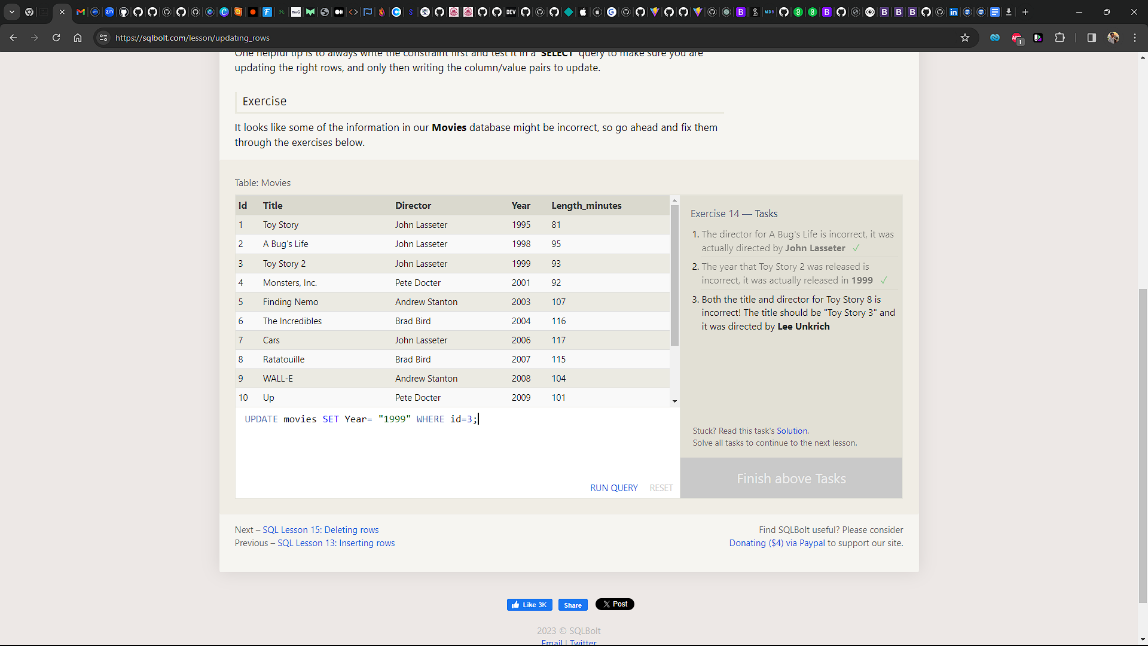 https://sqlbolt.com/lesson/updating_rows
One helpful tip is to always write the constraint first and test it in a SELECT query to make sure you are
updating the right rows, and only then writing the column/value pairs to update.
Exercise
It looks like some of the information in our Movies database might be incorrect, so go ahead and fix them
through the exercises below.
Table: Movies
Id Title Director Year Length_minutes
1 Toy Story John Lasseter 1995 81
2 A Bug's Life John Lasseter 1998 95
3 Toy Story 2 John Lasseter 1999 93
4 Monsters, Inc. Pete Docter 2001 92
5 Finding Nemo Andrew Stanton 2003 107
6 The Incredibles Brad Bird 2004 116
7 Cars John Lasseter 2006 117
8 Ratatouille Brad Bird 2007 115
9 WALL-E Andrew Stanton 2008 104
10 Up Pete Docter 2009 101
UPDATE movies SET Year= "1999" WHERE id=3;
RUN QUERY RESET
Exercise 14 — Tasks
1. The director for A Bug's Life is incorrect, it was
actually directed by John Lasseter ✓
2. The year that Toy Story 2 was released is
incorrect, it was actually released in 1999 ✓
3. Both the title and director for Toy Story 8 is
incorrect! The title should be "Toy Story 3" and
it was directed by Lee Unkrich
Stuck? Read this task's Solution.
Solve all tasks to continue to the next lesson.
Finish above Tasks
Next – SQL Lesson 15: Deleting rows
Previous – SQL Lesson 13: Inserting rows
Find SQLBolt useful? Please consider
Donating ($4) via Paypal to support our site.
Like 3K Share X Post
2023 © SQLBolt
Email | Twitter